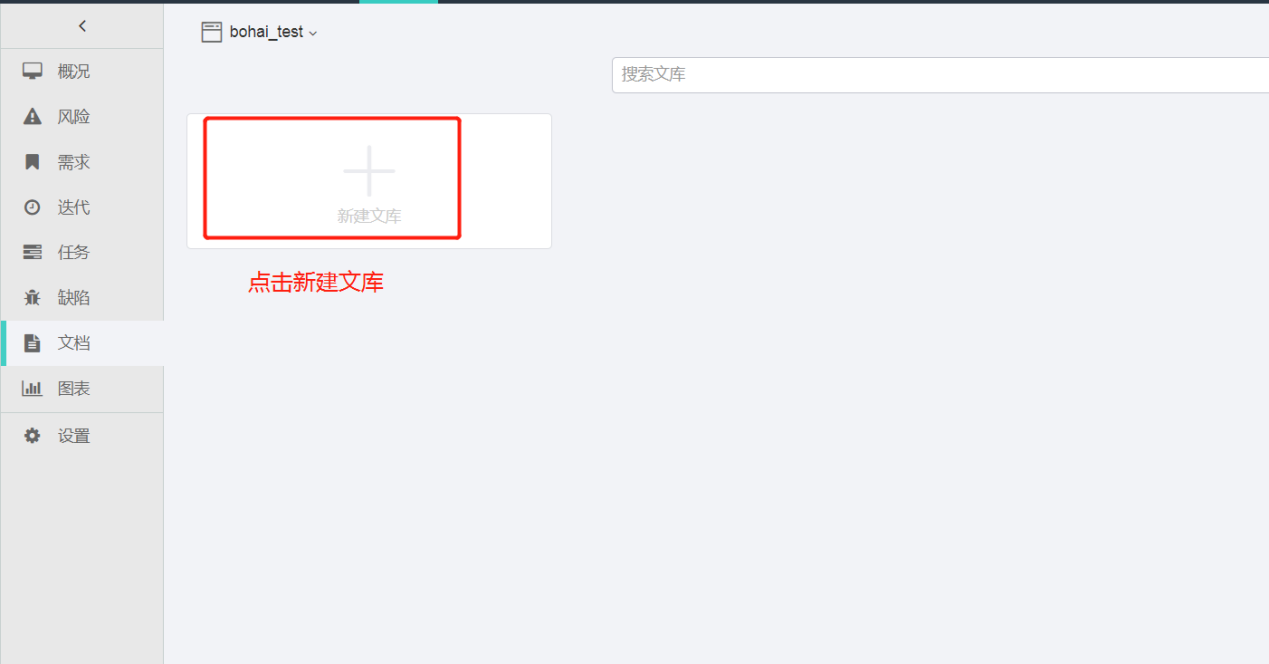 bohai_test
概况
搜索文库
风险
需求
新建文库
迭代
任务
点击新建文库
缺陷
文档
图表
设置